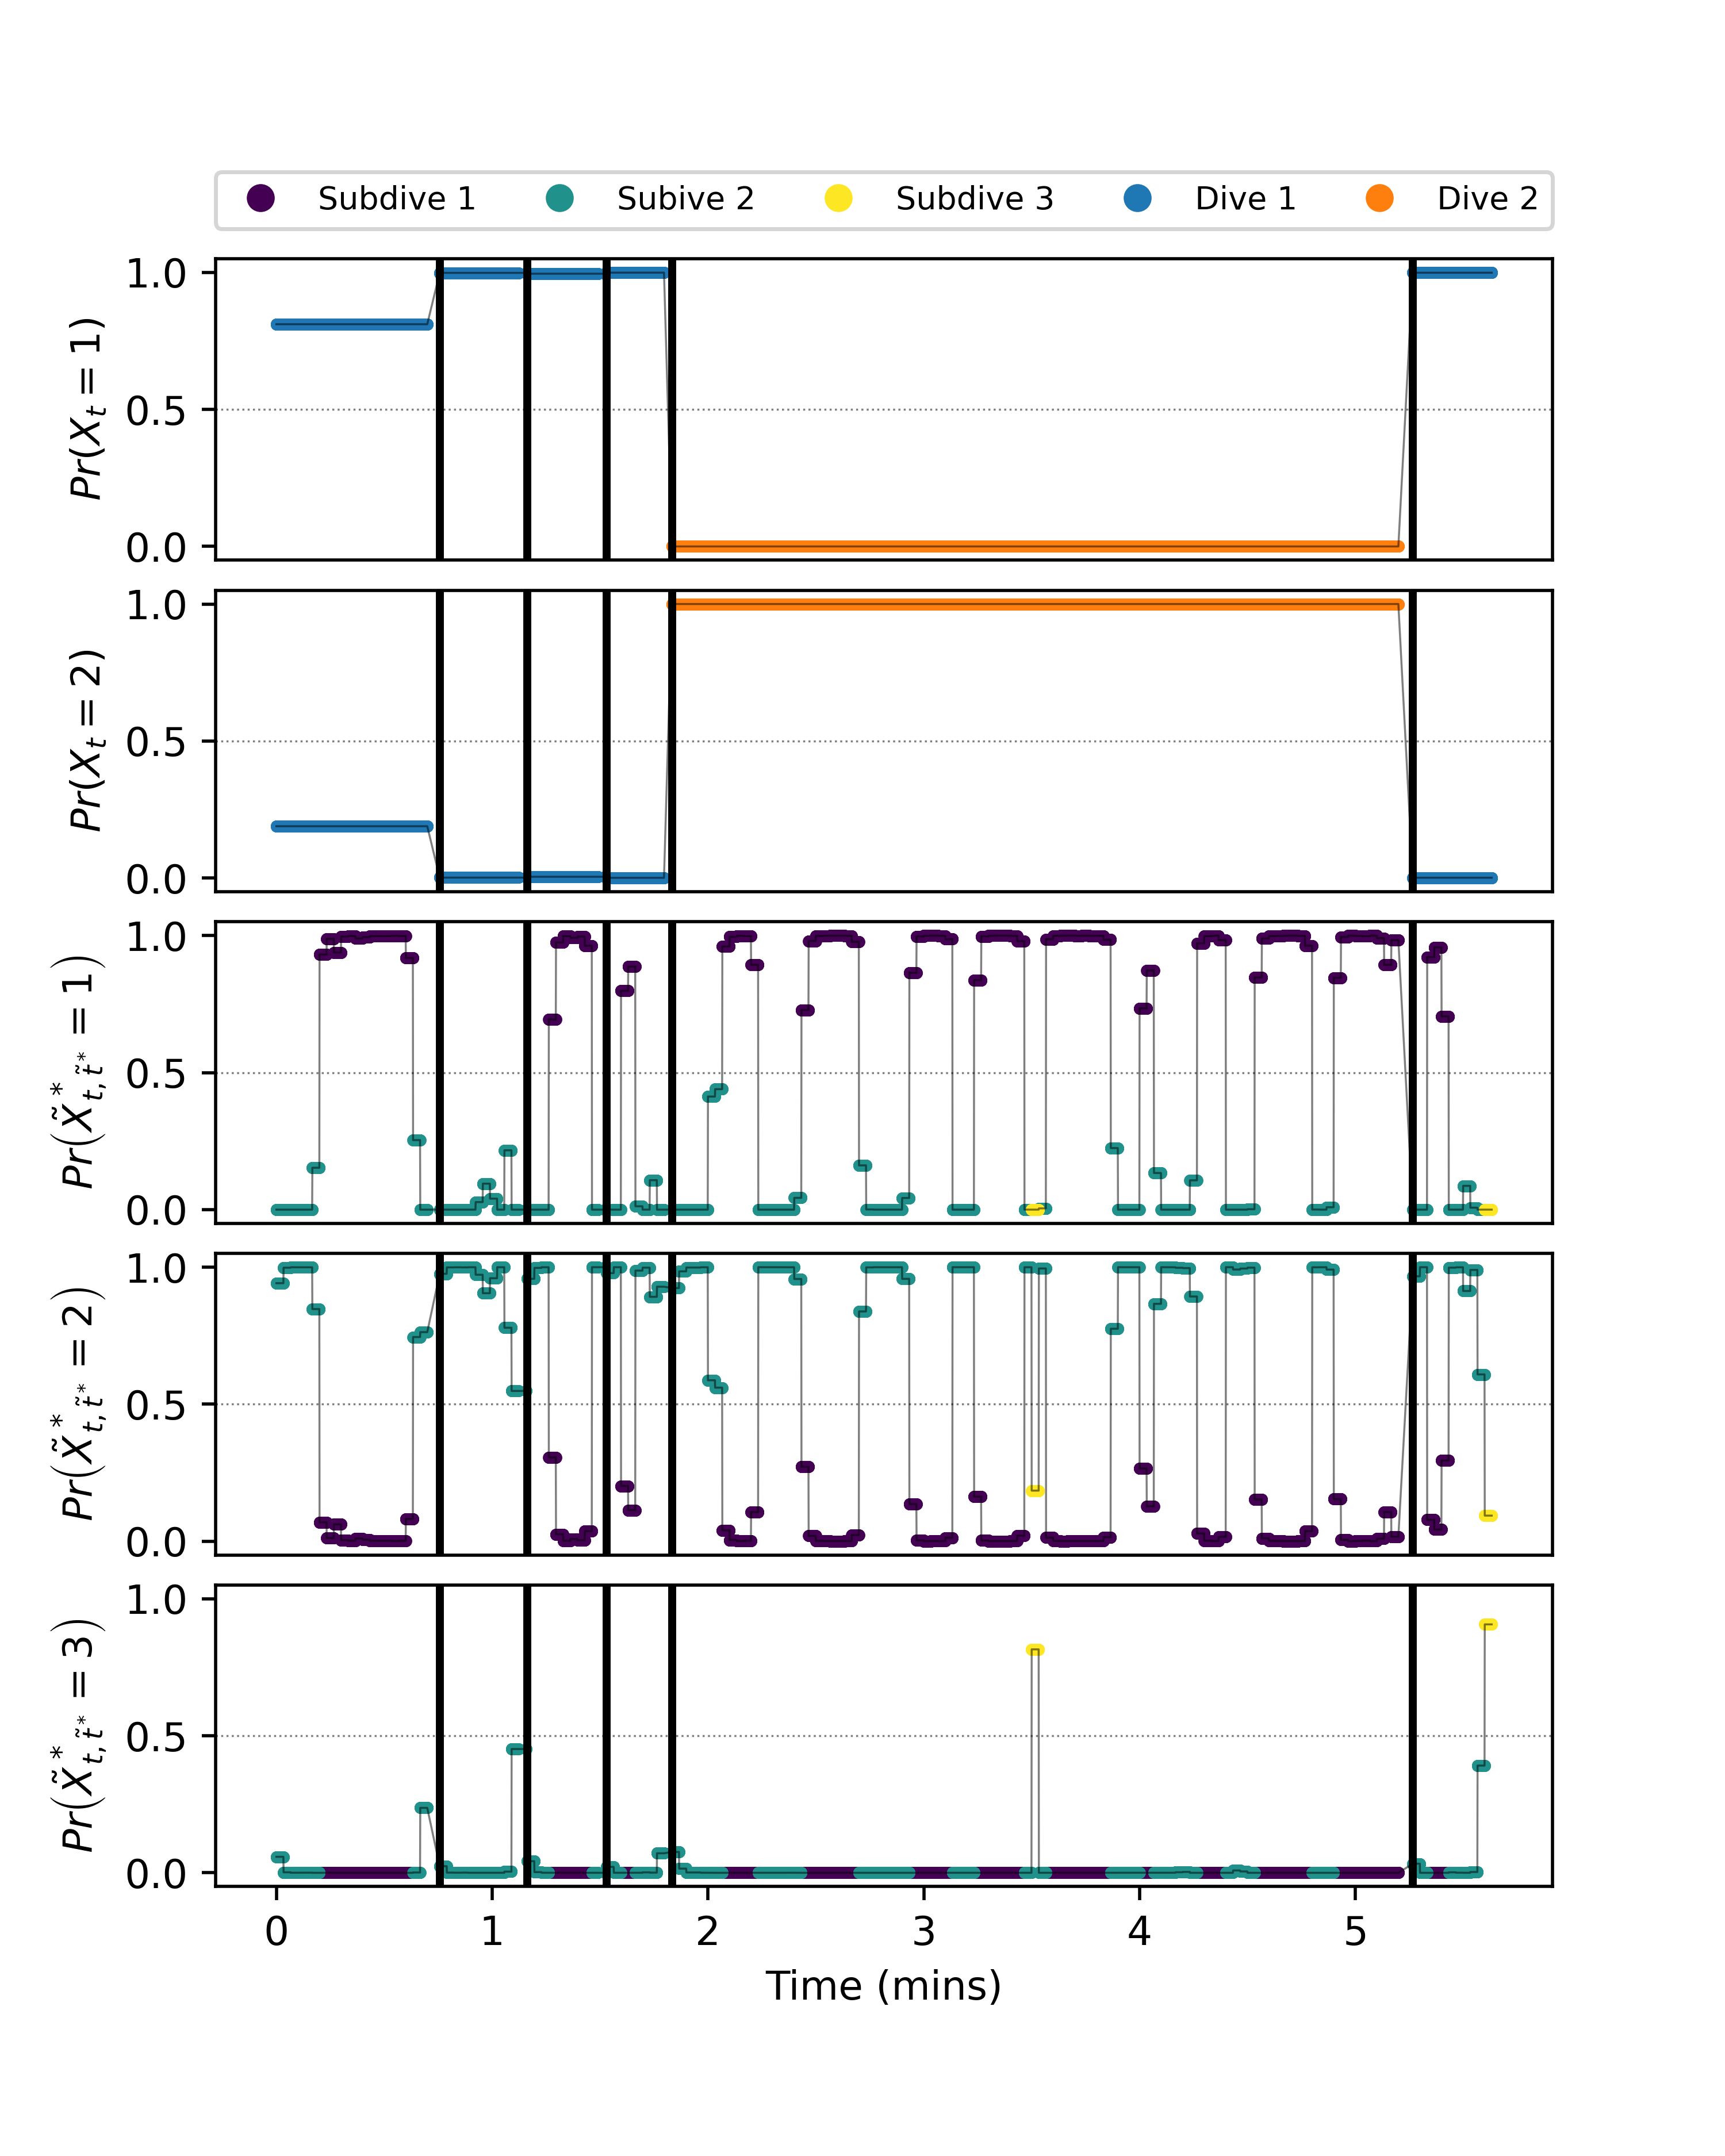 Subdive 1 Subive 2 Subdive 3 Dive 1 Dive 2
1.0
0.5
0.0
Pr(X_t = 1)
1.0
0.5
0.0
Pr(X_t = 2)
1.0
0.5
0.0
Pr(X̃*_{t, t̃*} = 1)
1.0
0.5
0.0
Pr(X̃*_{t, t̃*} = 2)
1.0
0.5
0.0
Pr(X̃*_{t, t̃*} = 3)
0 1 2 3 4 5
Time (mins)